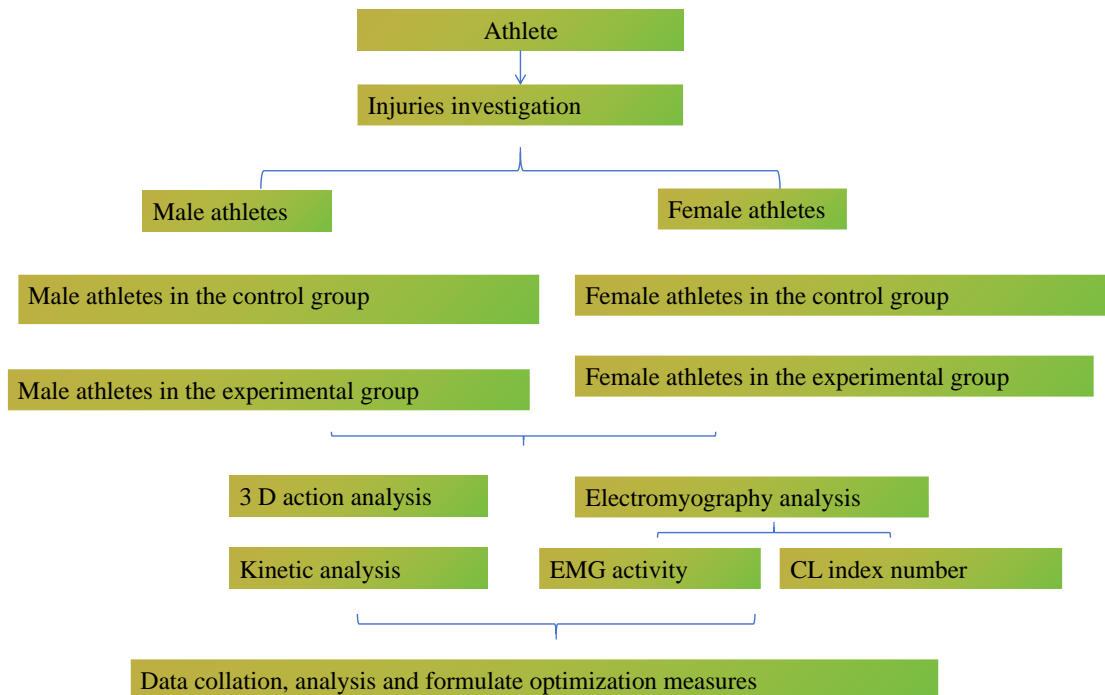 Athlete
Injuries investigation
Male athletes
Female athletes
Male athletes in the control group
Female athletes in the control group
Male athletes in the experimental group
Female athletes in the experimental group
3 D action analysis
Electromyography analysis
Kinetic analysis
EMG activity
CL index number
Data collation, analysis and formulate optimization measures